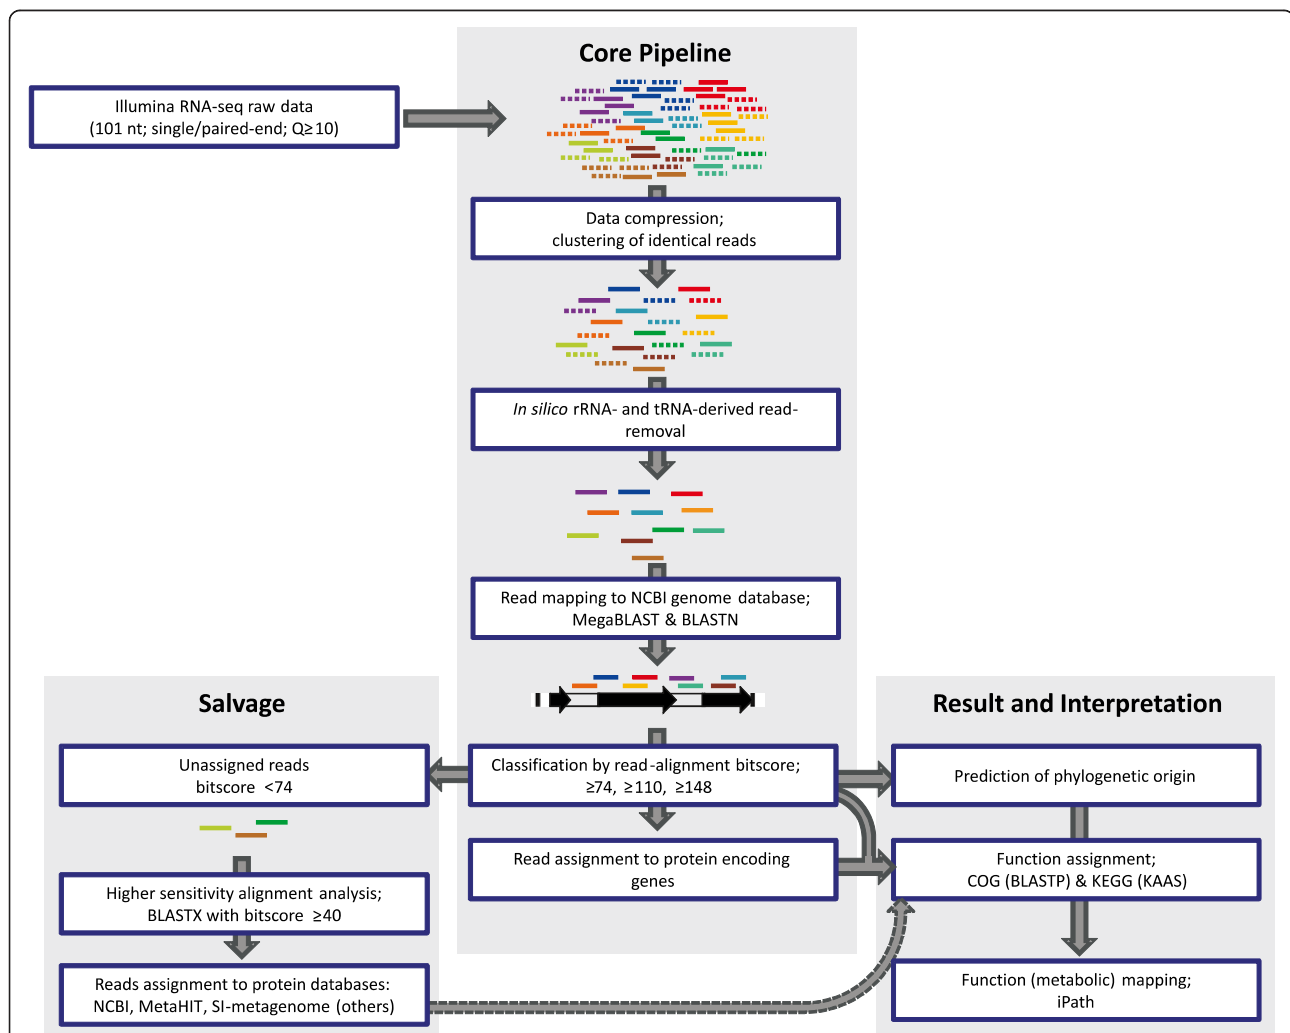 Core Pipeline
Illumina RNA-seq raw data
(101 nt; single/paired-end; Q≥10)
Data compression;
clustering of identical reads
In silico rRNA- and tRNA-derived read-
removal
Read mapping to NCBI genome database;
MegaBLAST & BLASTN
Salvage
Unassigned reads
bitscore <74
Higher sensitivity alignment analysis;
BLASTX with bitscore ≥40
Reads assignment to protein databases:
NCBI, MetaHIT, SI-metagenome (others)
Classification by read-alignment bitscore;
≥74, ≥110, ≥148
Read assignment to protein encoding
genes
Result and Interpretation
Prediction of phylogenetic origin
Function assignment;
COG (BLASTP) & KEGG (KAAS)
Function (metabolic) mapping;
iPath